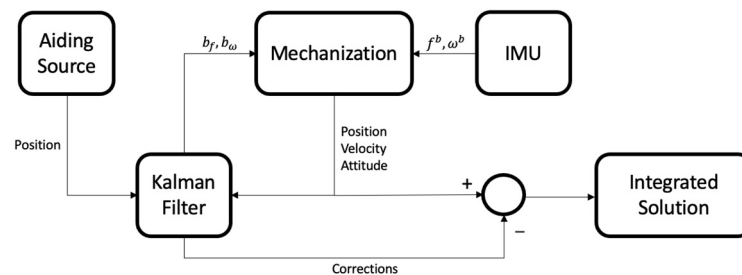 Aiding
Source
b_f, b_ω
Mechanization
f^b, ω^b
IMU
Position
Position
Velocity
Attitude
Kalman
Filter
+
−
Integrated
Solution
Corrections